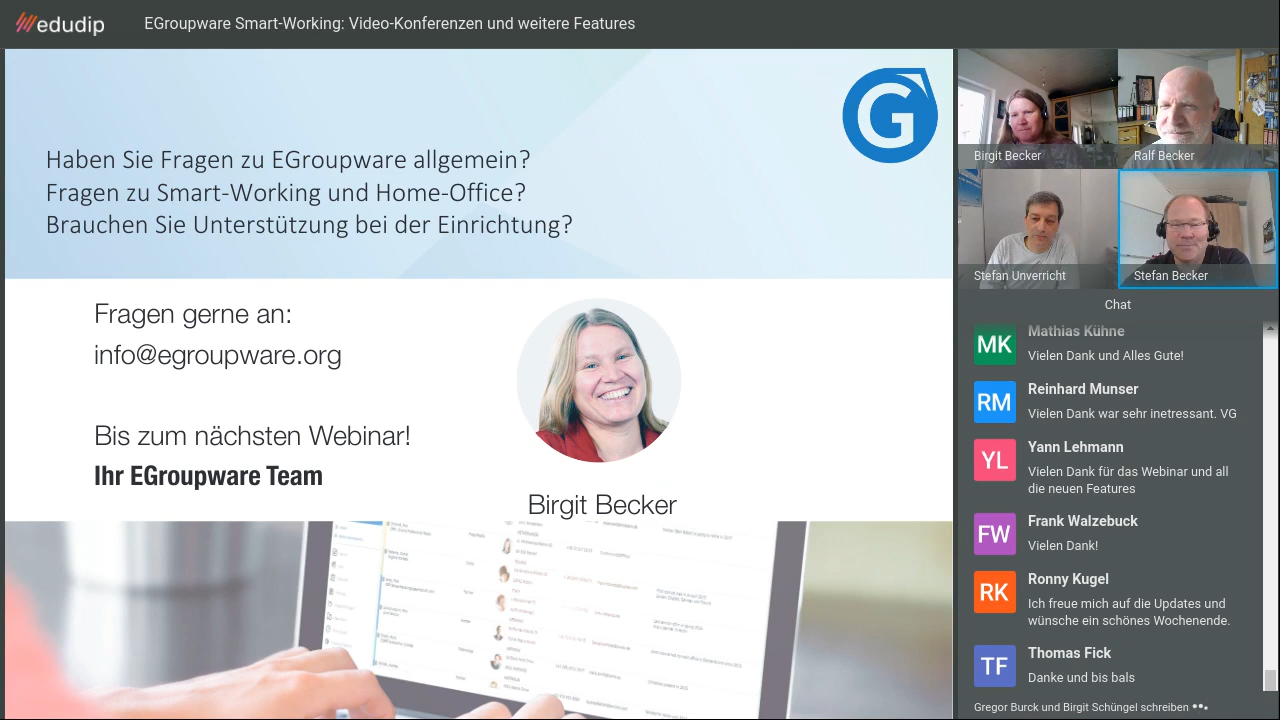 edudip
EGroupware Smart-Working: Video-Konferenzen und weitere Features
Haben Sie Fragen zu EGroupware allgemein?
Fragen zu Smart-Working und Home-Office?
Brauchen Sie Unterstützung bei der Einrichtung?
G
Fragen gerne an:
info@egroupware.org
Bis zum nächsten Webinar!
Ihr EGroupware Team
Birgit Becker
Birgit Becker
Ralf Becker
Stefan Unverricht
Stefan Becker
Chat
MK
Mathias Kühne
Vielen Dank und Alles Gute!
RM
Reinhard Munser
Vielen Dank war sehr inetressant. VG
YL
Yann Lehmann
Vielen Dank für das Webinar und all
die neuen Features
FW
Frank Walzebuck
Vielen Dank!
RK
Ronny Kugel
Ich freue mich auf die Updates und
wünsche ein schönes Wochenende.
TF
Thomas Fick
Danke und bis bals
Gregor Burck und Birgit Schüngel schreiben